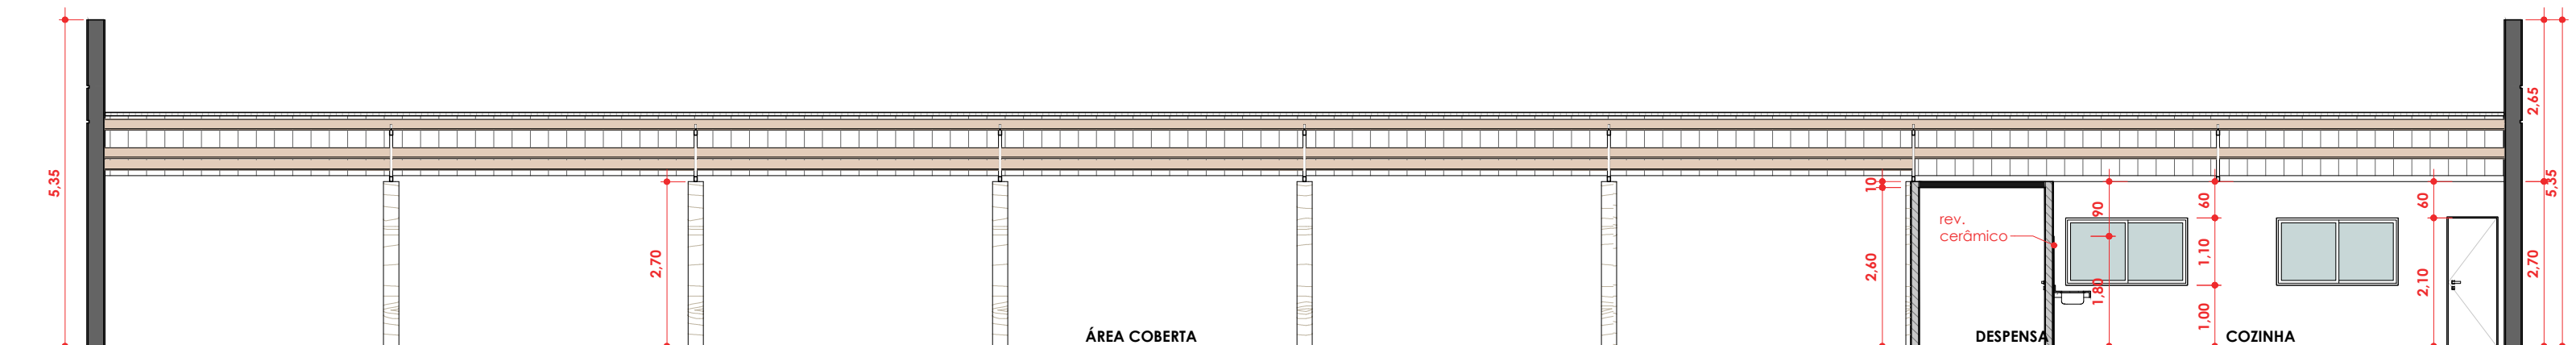 5,35
2,70
ÁREA COBERTA
10
2,60
rev.
cerâmico
DESPENSA
90
1,80
60
1,10
1,00
COZINHA
60
2,10
2,65
2,70
5,35